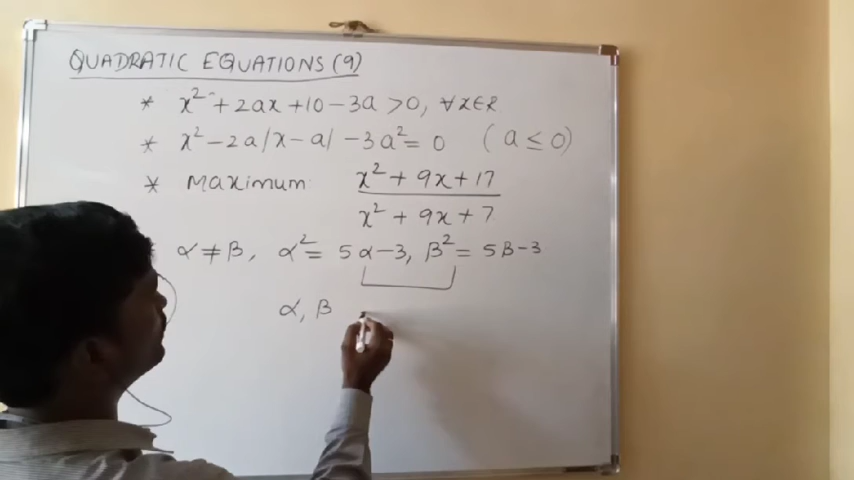 QUADRATIC EQUATIONS (9)
* x² + 2ax + 10 - 3a > 0, ∀ x ∈ R
* x² - 2a |x - a| - 3a² = 0 (a ≤ 0)
* Maximum x² + 9x + 17
x² + 9x + 7
α ≠ β, α² = 5α - 3, β² = 5β - 3
α, β